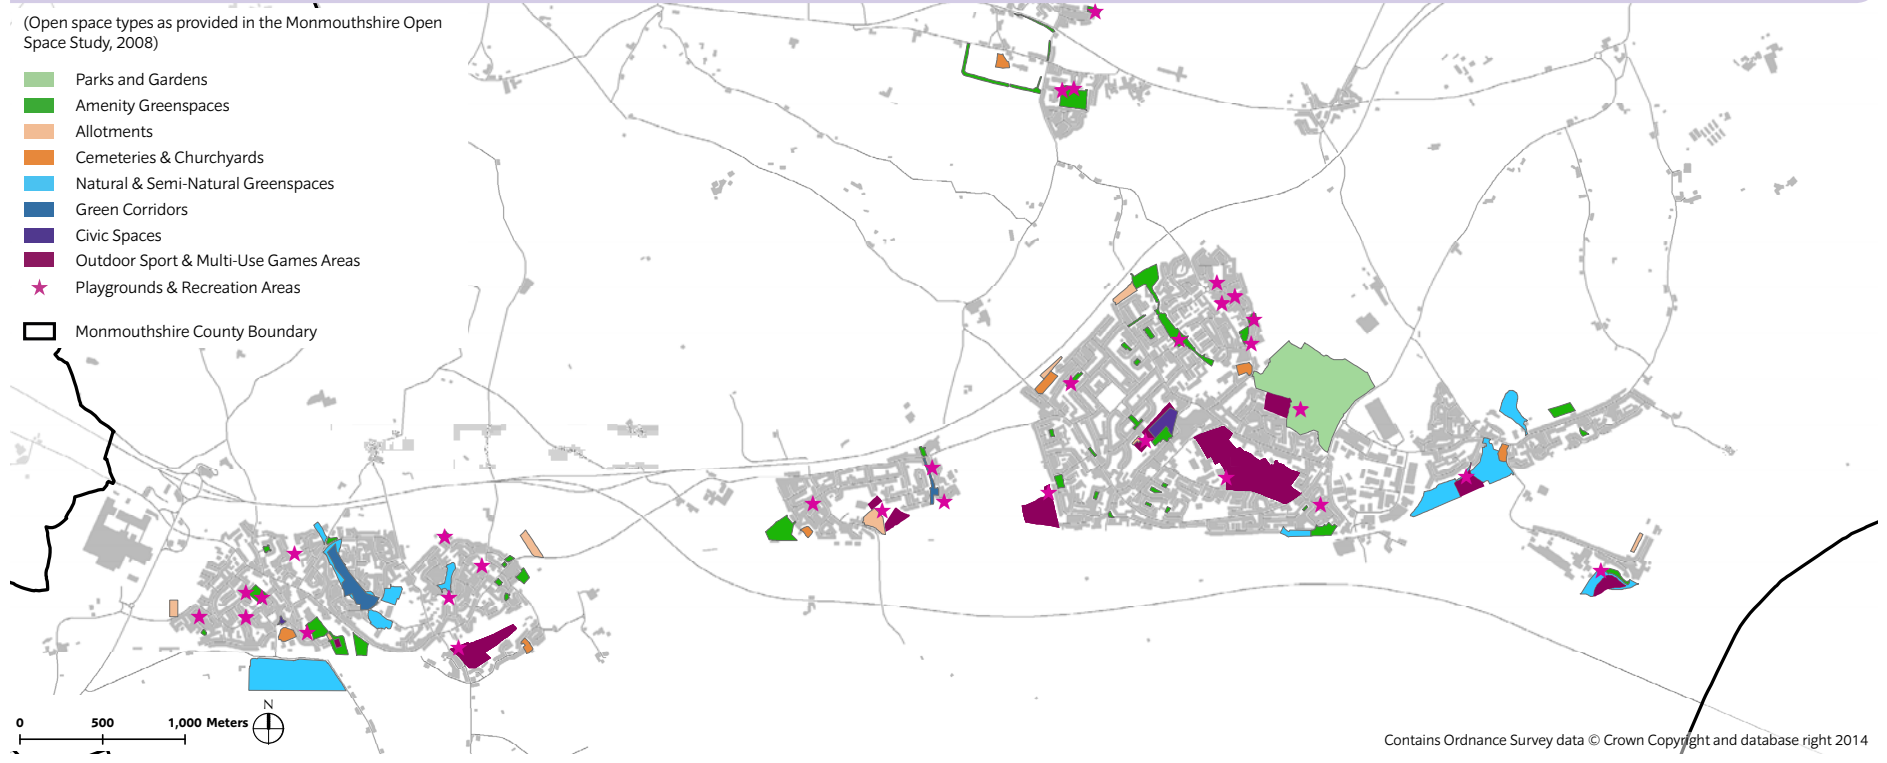 (Open space types as provided in the Monmouthshire Open
Space Study, 2008)
Parks and Gardens
Amenity Greenspaces
Allotments
Cemeteries & Churchyards
Natural & Semi-Natural Greenspaces
Green Corridors
Civic Spaces
Outdoor Sport & Multi-Use Games Areas
Playgrounds & Recreation Areas
Monmouthshire County Boundary
N
0 500 1,000 Meters
Contains Ordnance Survey data © Crown Copyright and database right 2014